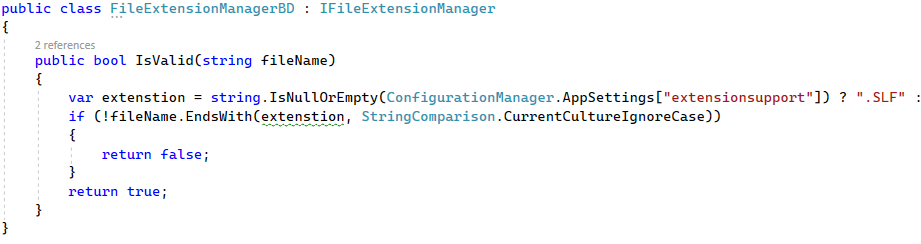 public class FileExtensionManagerBD : IFileExtensionManager
{
2 references
public bool IsValid(string fileName)
{
var extenstion = string.IsNullOrEmpty(ConfigurationManager.AppSettings["extensionsupport"]) ? ".SLF" :
if (!fileName.EndsWith(extenstion, StringComparison.CurrentCultureIgnoreCase))
{
return false;
}
return true;
}
}